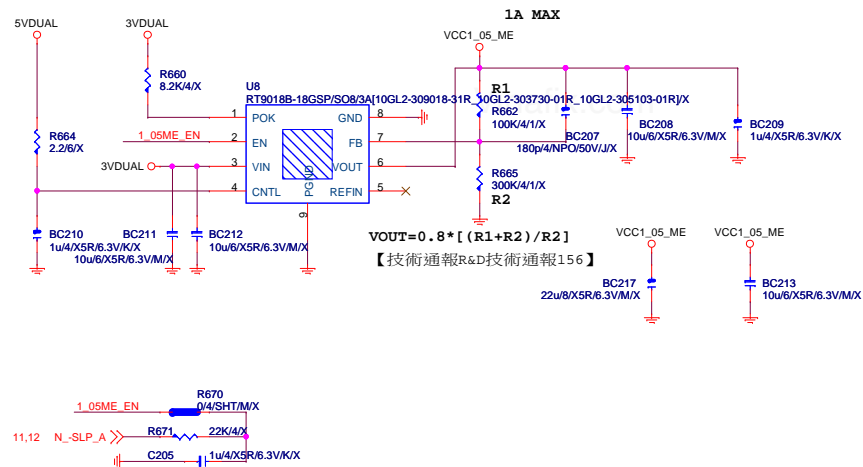 1A MAX
5VDUAL
3VDUAL
VCC1_05_ME
R660
8.2K/4/X
U8
RT9018B-18GSP/SO8/3A[10GL2-309018-31R_10GL2-303730-01R_10GL2-305103-01R]/X
R1
R662
100K/4/1/X
1 POK
GND 8
R664
2.2/6/X
1_05ME_EN
2 EN
FB 7
BC207
180p/4/NPO/50V/J/X
BC208
10u/6/X5R/6.3V/M/X
BC209
1u/4/X5R/6.3V/K/X
3VDUAL
3 VIN
VOUT 6
4 CNTL
PGND
REFIN 5
9
R665
300K/4/1/X
R2
BC210
1u/4/X5R/6.3V/K/X
BC211
10u/6/X5R/6.3V/M/X
BC212
10u/6/X5R/6.3V/M/X
VOUT=0.8*[(R1+R2)/R2]
【技術通報R&D技術通報156】
VCC1_05_ME
VCC1_05_ME
BC217
22u/8/X5R/6.3V/M/X
BC213
10u/6/X5R/6.3V/M/X
R670
1_05ME_EN
0/4/SHT/M/X
11,12 N_-SLP_A
R671
22K/4/X
C205
1u/4/X5R/6.3V/K/X